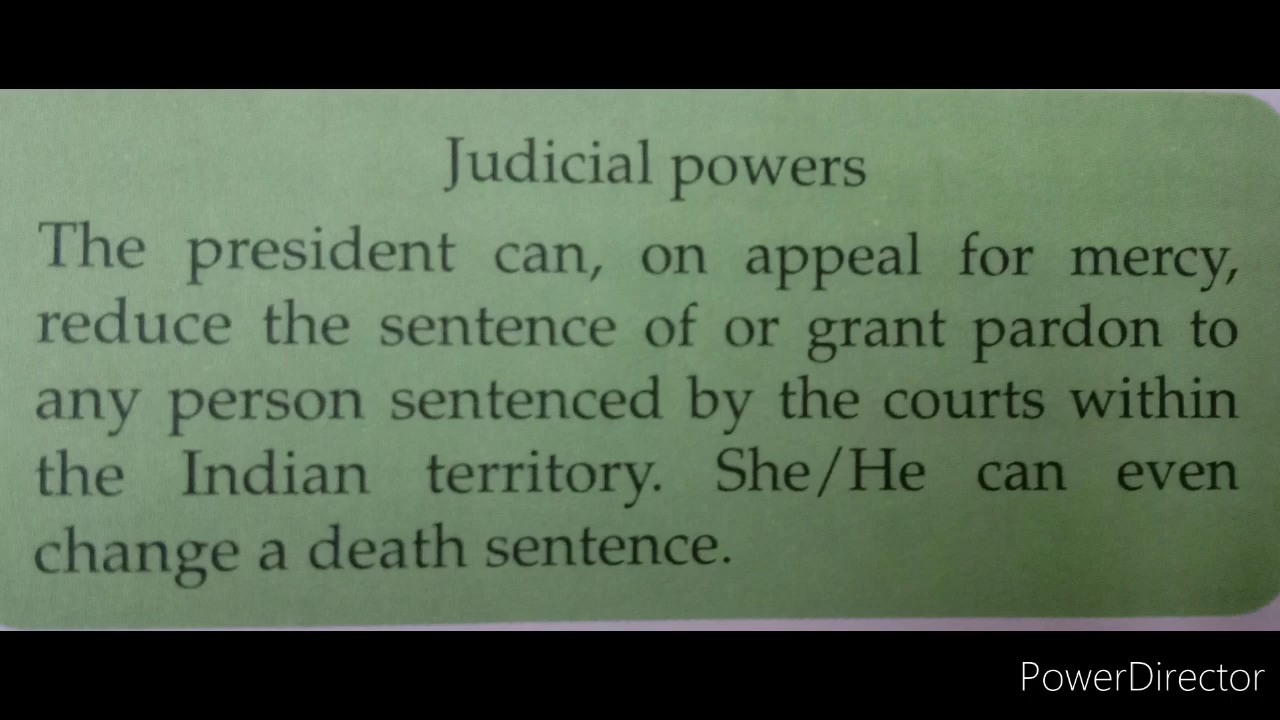 Judicial powers
The president can, on appeal for mercy,
reduce the sentence of or grant pardon to
any person sentenced by the courts within
the Indian territory. She/He can even
change a death sentence.
PowerDirector